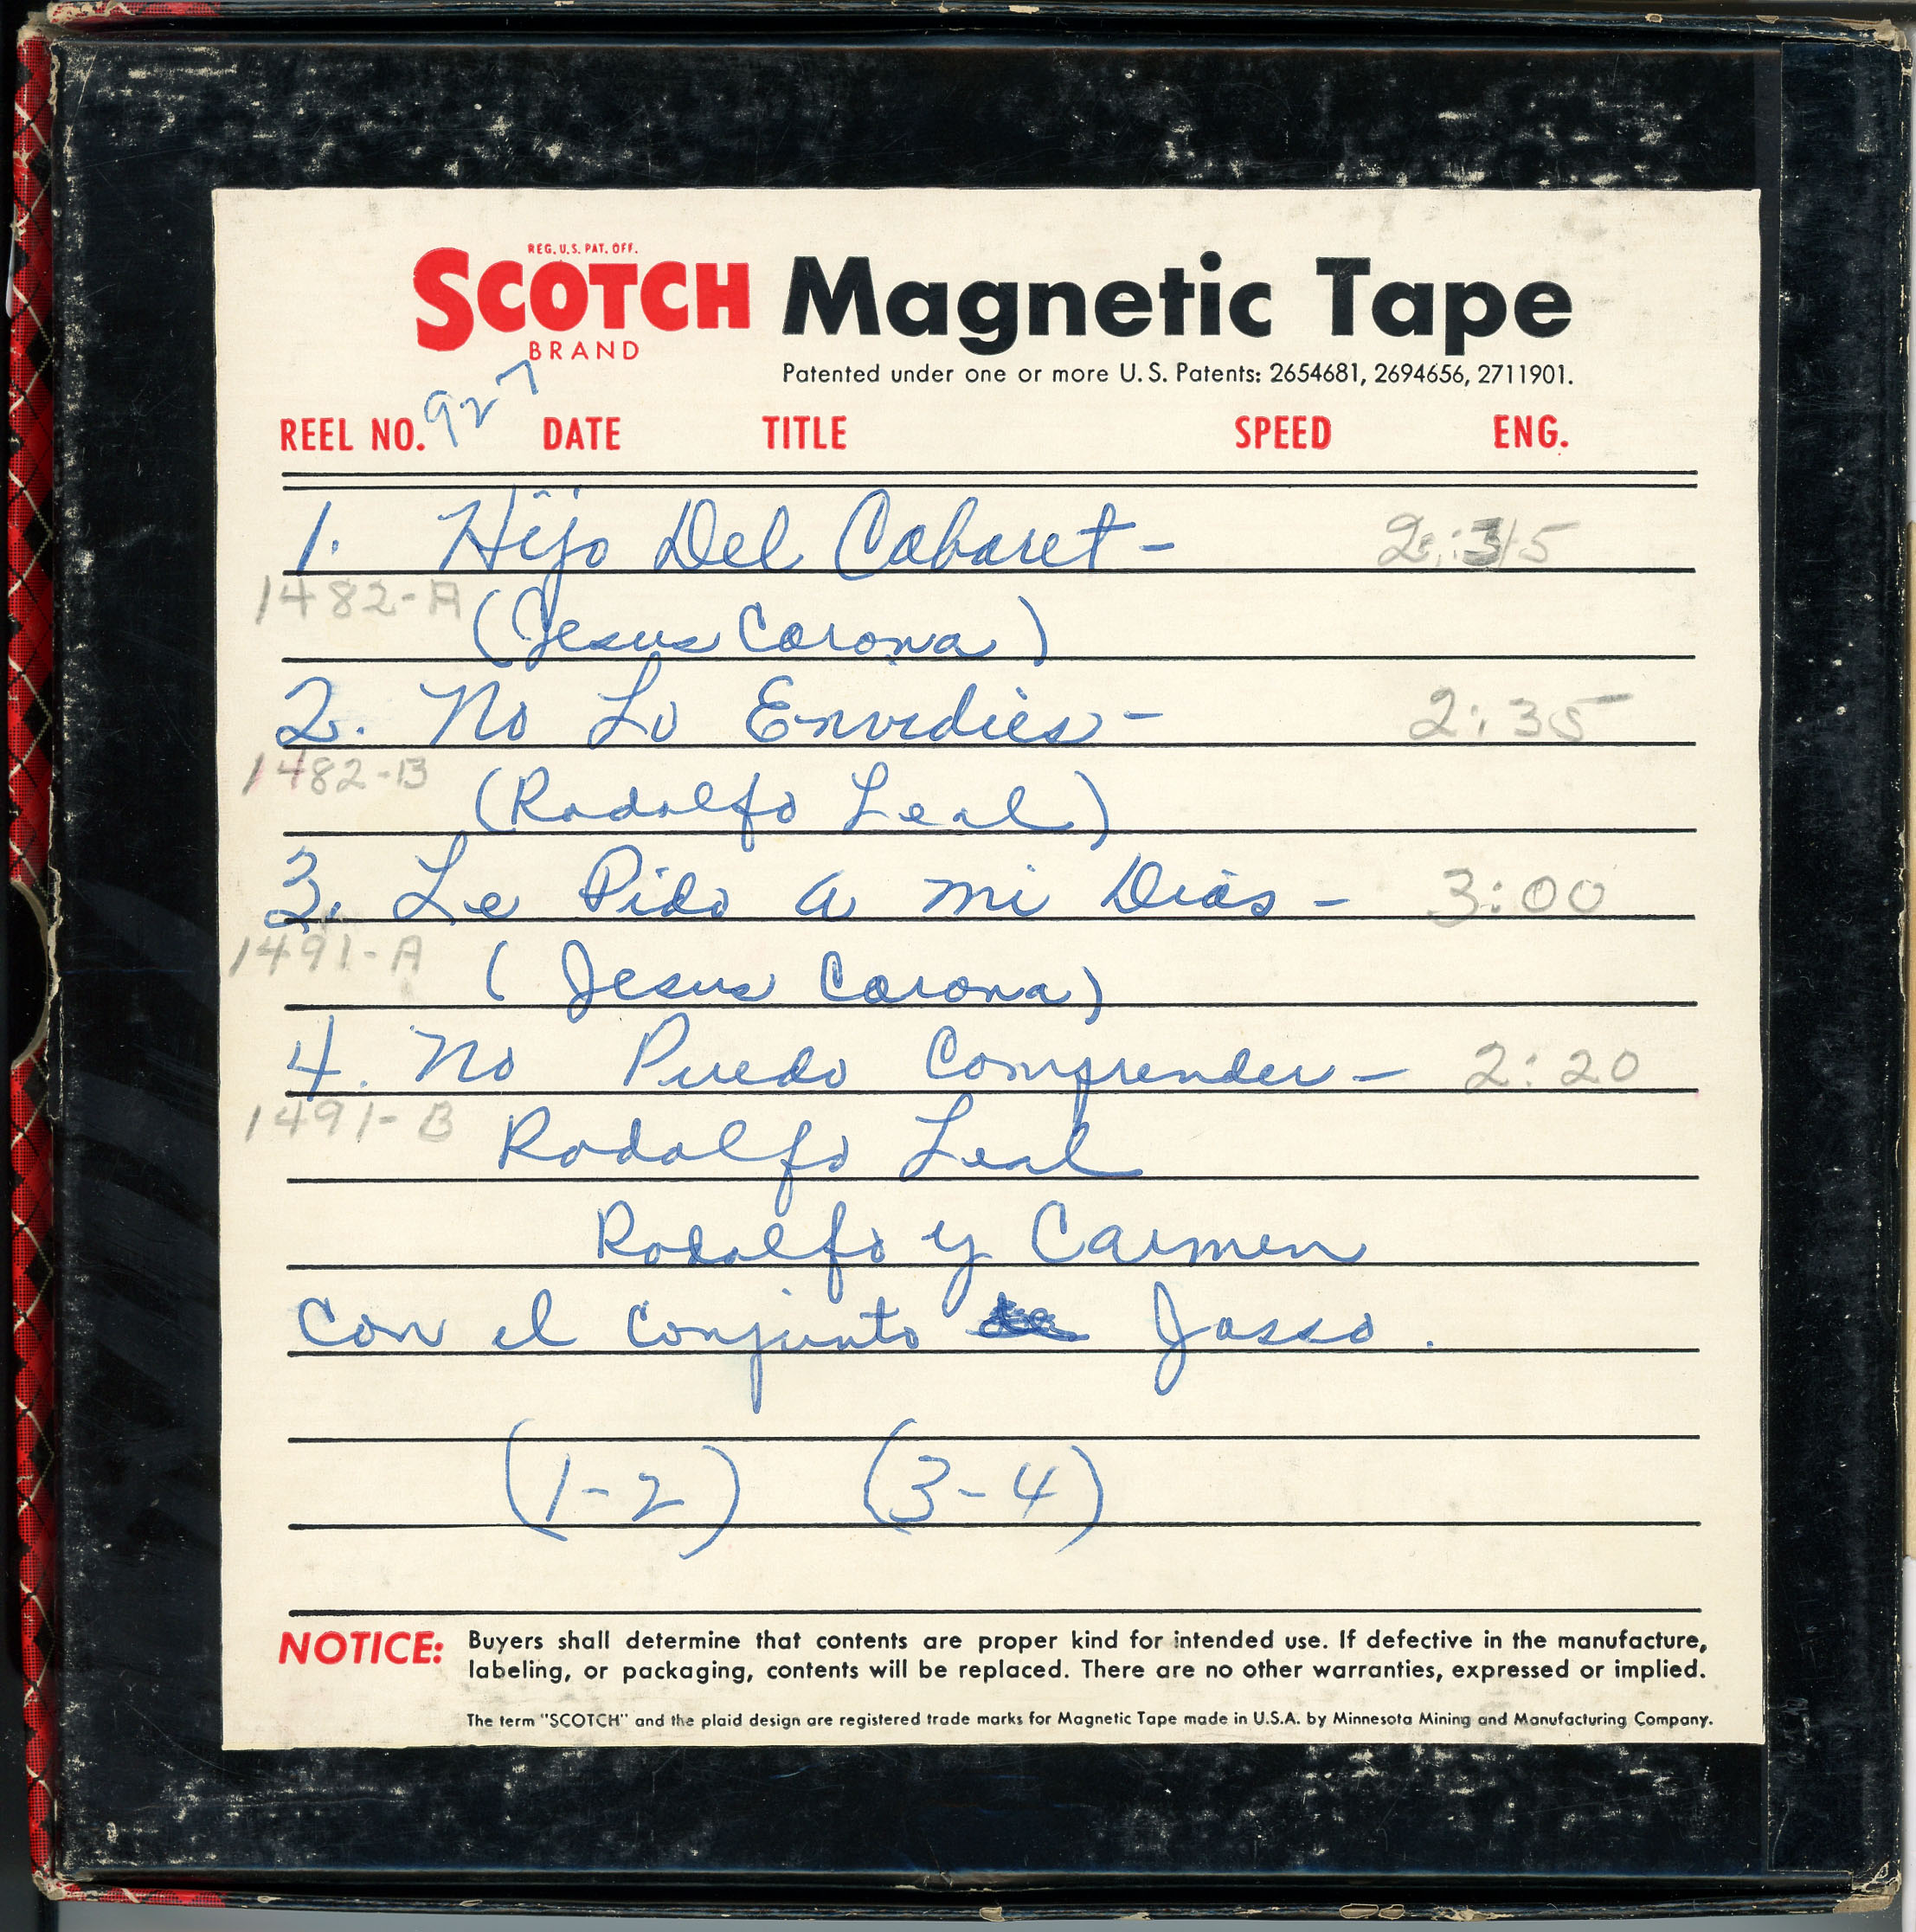 REG. U.S. PAT. OFF.
SCOTCH Magnetic Tape
BRAND
Patented under one or more U.S. Patents: 2654681, 2694656, 2711901.
REEL NO. 927 DATE TITLE SPEED ENG.
1. Hijo Del Cabaret -
1482-A (Jesus Corona)
2. No Lo Envidies - 2:35
1482-B (Rodolfo Leal)
3. Le Pido a mi Dios - 3:00
1491-A (Jesus Corona)
4. No Puedo Comprender - 2:20
1491-B Rodolfo Leal
Rodolfo y Carmen
Con el Conjunto Jasso.
(1-2) (3-4)
NOTICE: Buyers shall determine that contents are proper kind for intended use. If defective in the manufacture,
labeling, or packaging, contents will be replaced. There are no other warranties, expressed or implied.
The term "SCOTCH" and the plaid design are registered trade marks for Magnetic Tape made in U.S.A. by Minnesota Mining and Manufacturing Company.